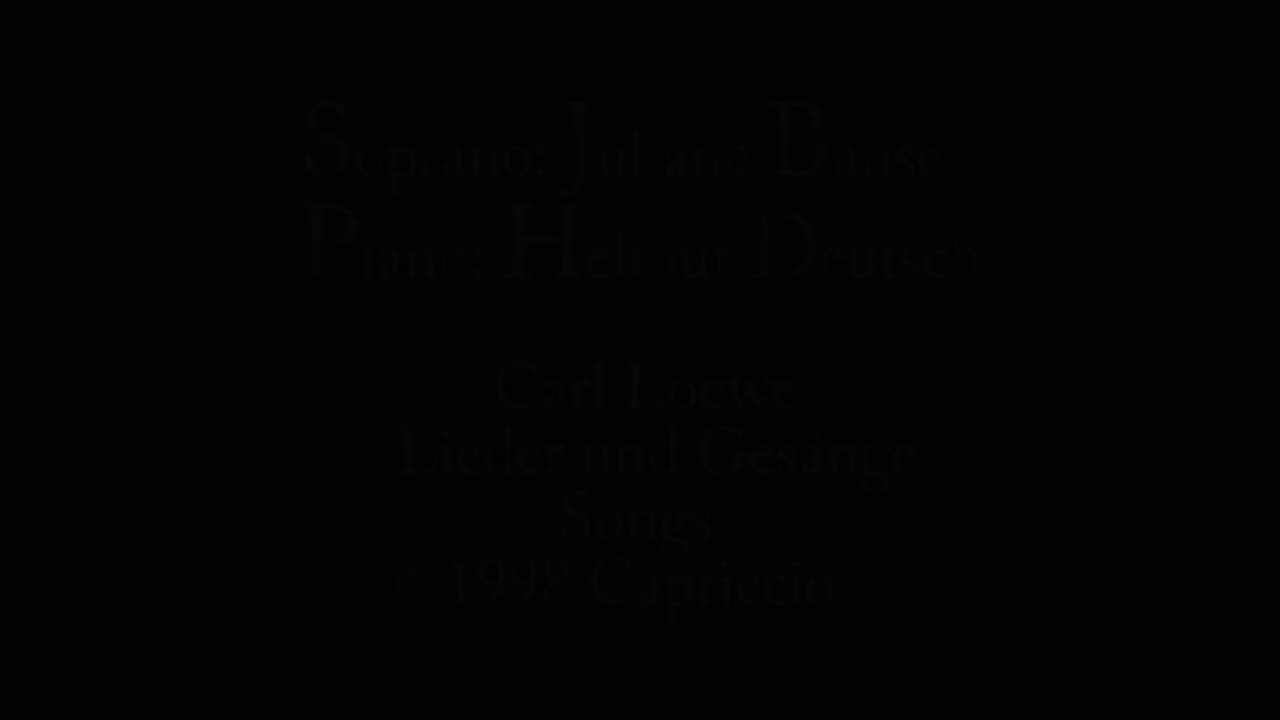 Soprano: Juliane Banse
Piano: Helmut Deutsch
Carl Loewe
Lieder und Gesänge
Songs
℗ 1998 Capriccio